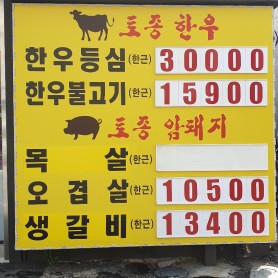 토종 한우
한우등심 (한근) 30000
한우불고기 (한근) 15900
토종 암돼지
목살 (한근)
오겹살 (한근) 10500
생갈비 (한근) 13400